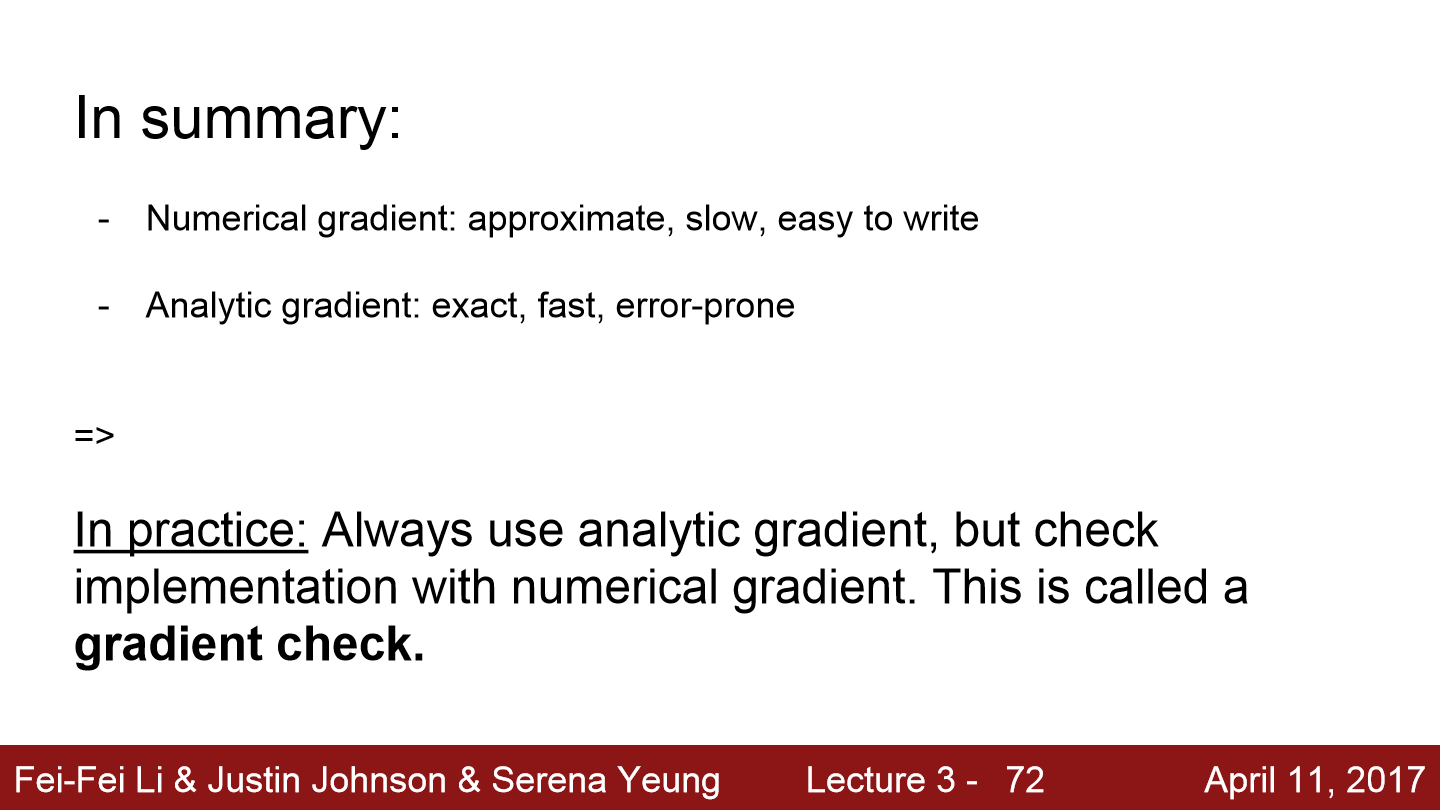 In summary:
- Numerical gradient: approximate, slow, easy to write
- Analytic gradient: exact, fast, error-prone
=>
In practice: Always use analytic gradient, but check
implementation with numerical gradient. This is called a
gradient check.
Fei-Fei Li & Justin Johnson & Serena Yeung Lecture 3 - 72 April 11, 2017